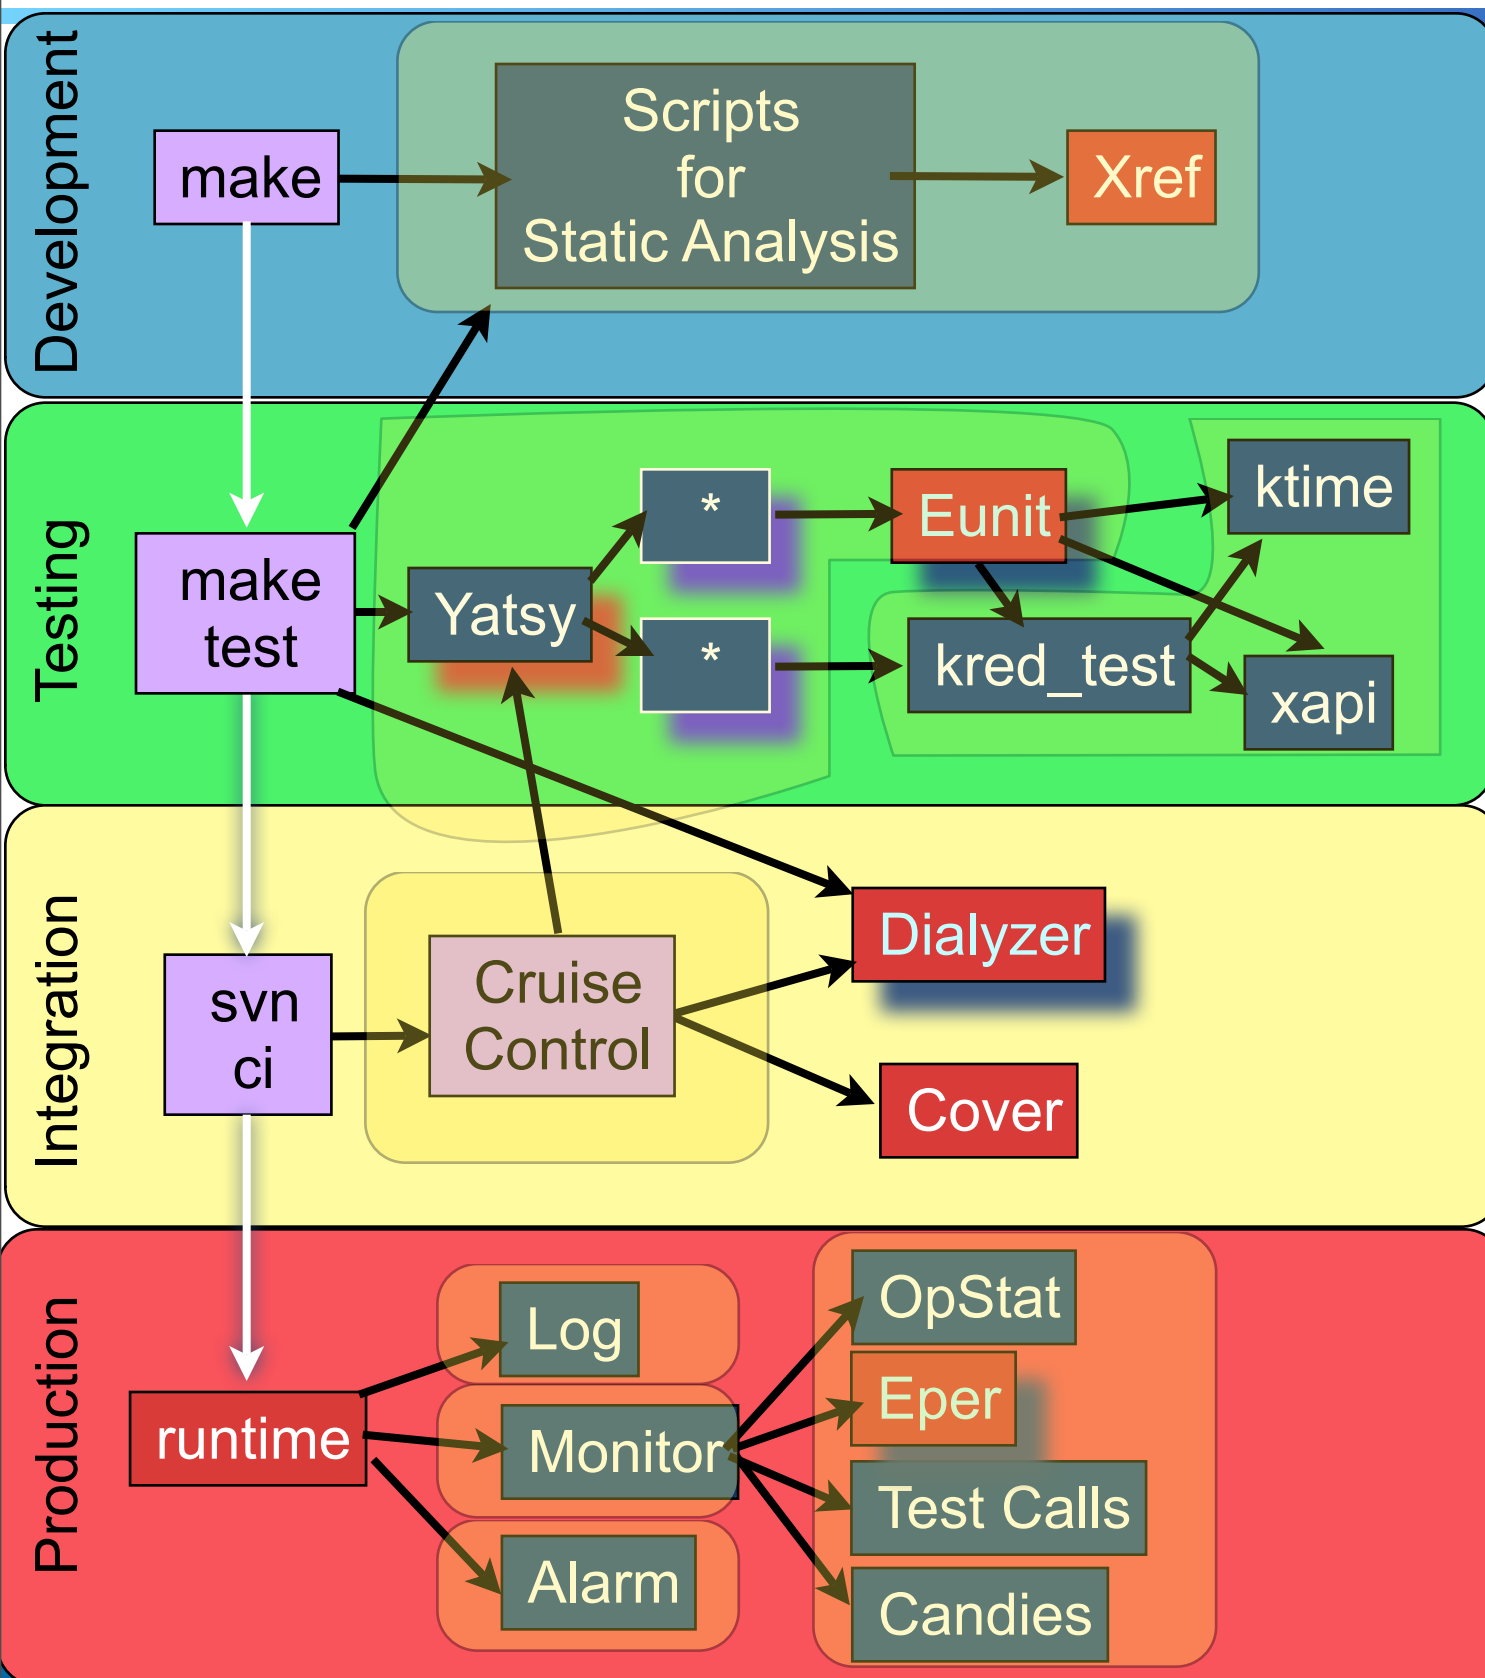 Development
make
Scripts
for
Static Analysis
Xref
Testing
make
test
Yatsy
*
*
Eunit
kred_test
ktime
xapi
Integration
svn
ci
Cruise
Control
Dialyzer
Cover
Production
runtime
Log
Monitor
Alarm
OpStat
Eper
Test Calls
Candies